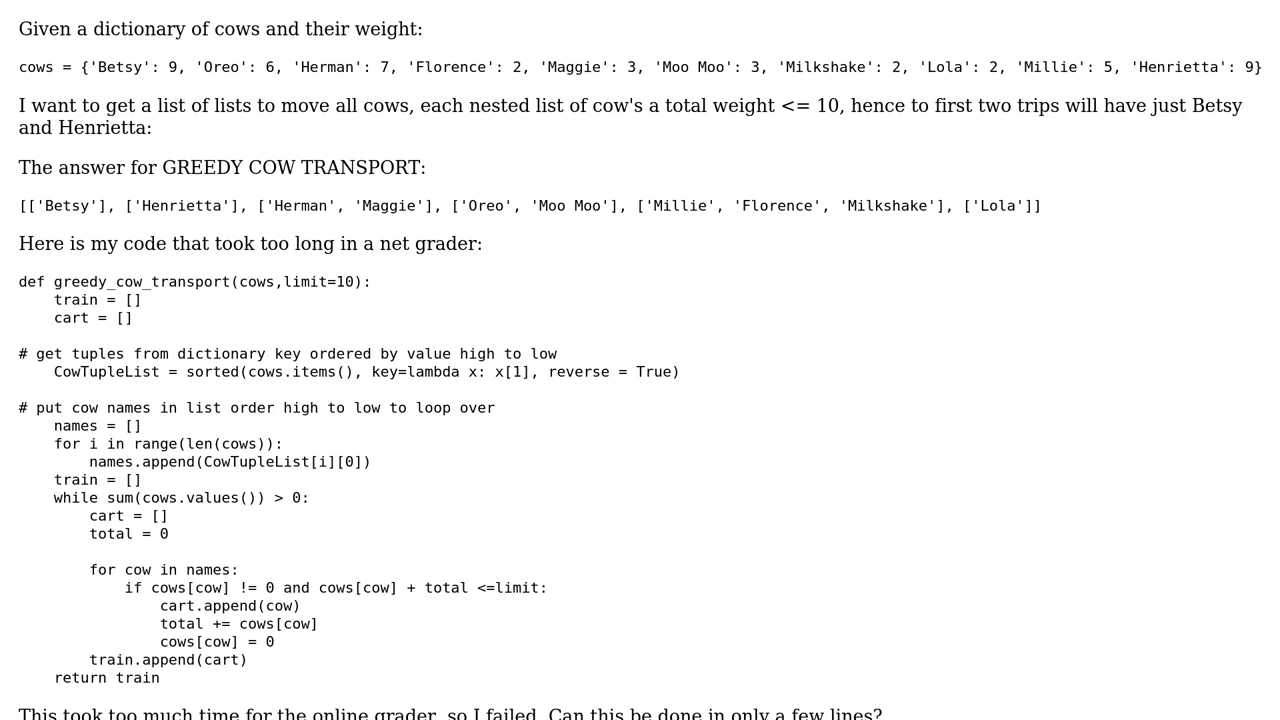 Given a dictionary of cows and their weight:
cows = {'Betsy': 9, 'Oreo': 6, 'Herman': 7, 'Florence': 2, 'Maggie': 3, 'Moo Moo': 3, 'Milkshake': 2, 'Lola': 2, 'Millie': 5, 'Henrietta': 9}
I want to get a list of lists to move all cows, each nested list of cow's a total weight <= 10, hence to first two trips will have just Betsy
and Henrietta:
The answer for GREEDY COW TRANSPORT:
[['Betsy'], ['Henrietta'], ['Herman', 'Maggie'], ['Oreo', 'Moo Moo'], ['Millie', 'Florence', 'Milkshake'], ['Lola']]
Here is my code that took too long in a net grader:
def greedy_cow_transport(cows,limit=10):
    train = []
    cart = []
# get tuples from dictionary key ordered by value high to low
    CowTupleList = sorted(cows.items(), key=lambda x: x[1], reverse = True)
# put cow names in list order high to low to loop over
    names = []
    for i in range(len(cows)):
        names.append(CowTupleList[i][0])
    train = []
    while sum(cows.values()) > 0:
        cart = []
        total = 0
        for cow in names:
            if cows[cow] != 0 and cows[cow] + total <=limit:
                cart.append(cow)
                total += cows[cow]
                cows[cow] = 0
        train.append(cart)
    return train
This took too much time for the online grader, so I failed. Can this be done in only a few lines?